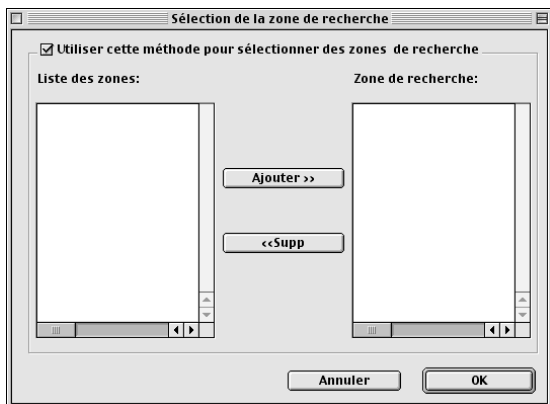 Sélection de la zone de recherche
Utiliser cette méthode pour sélectionner des zones de recherche
Liste des zones:
Zone de recherche:
Ajouter >>
<<Supp
Annuler
OK